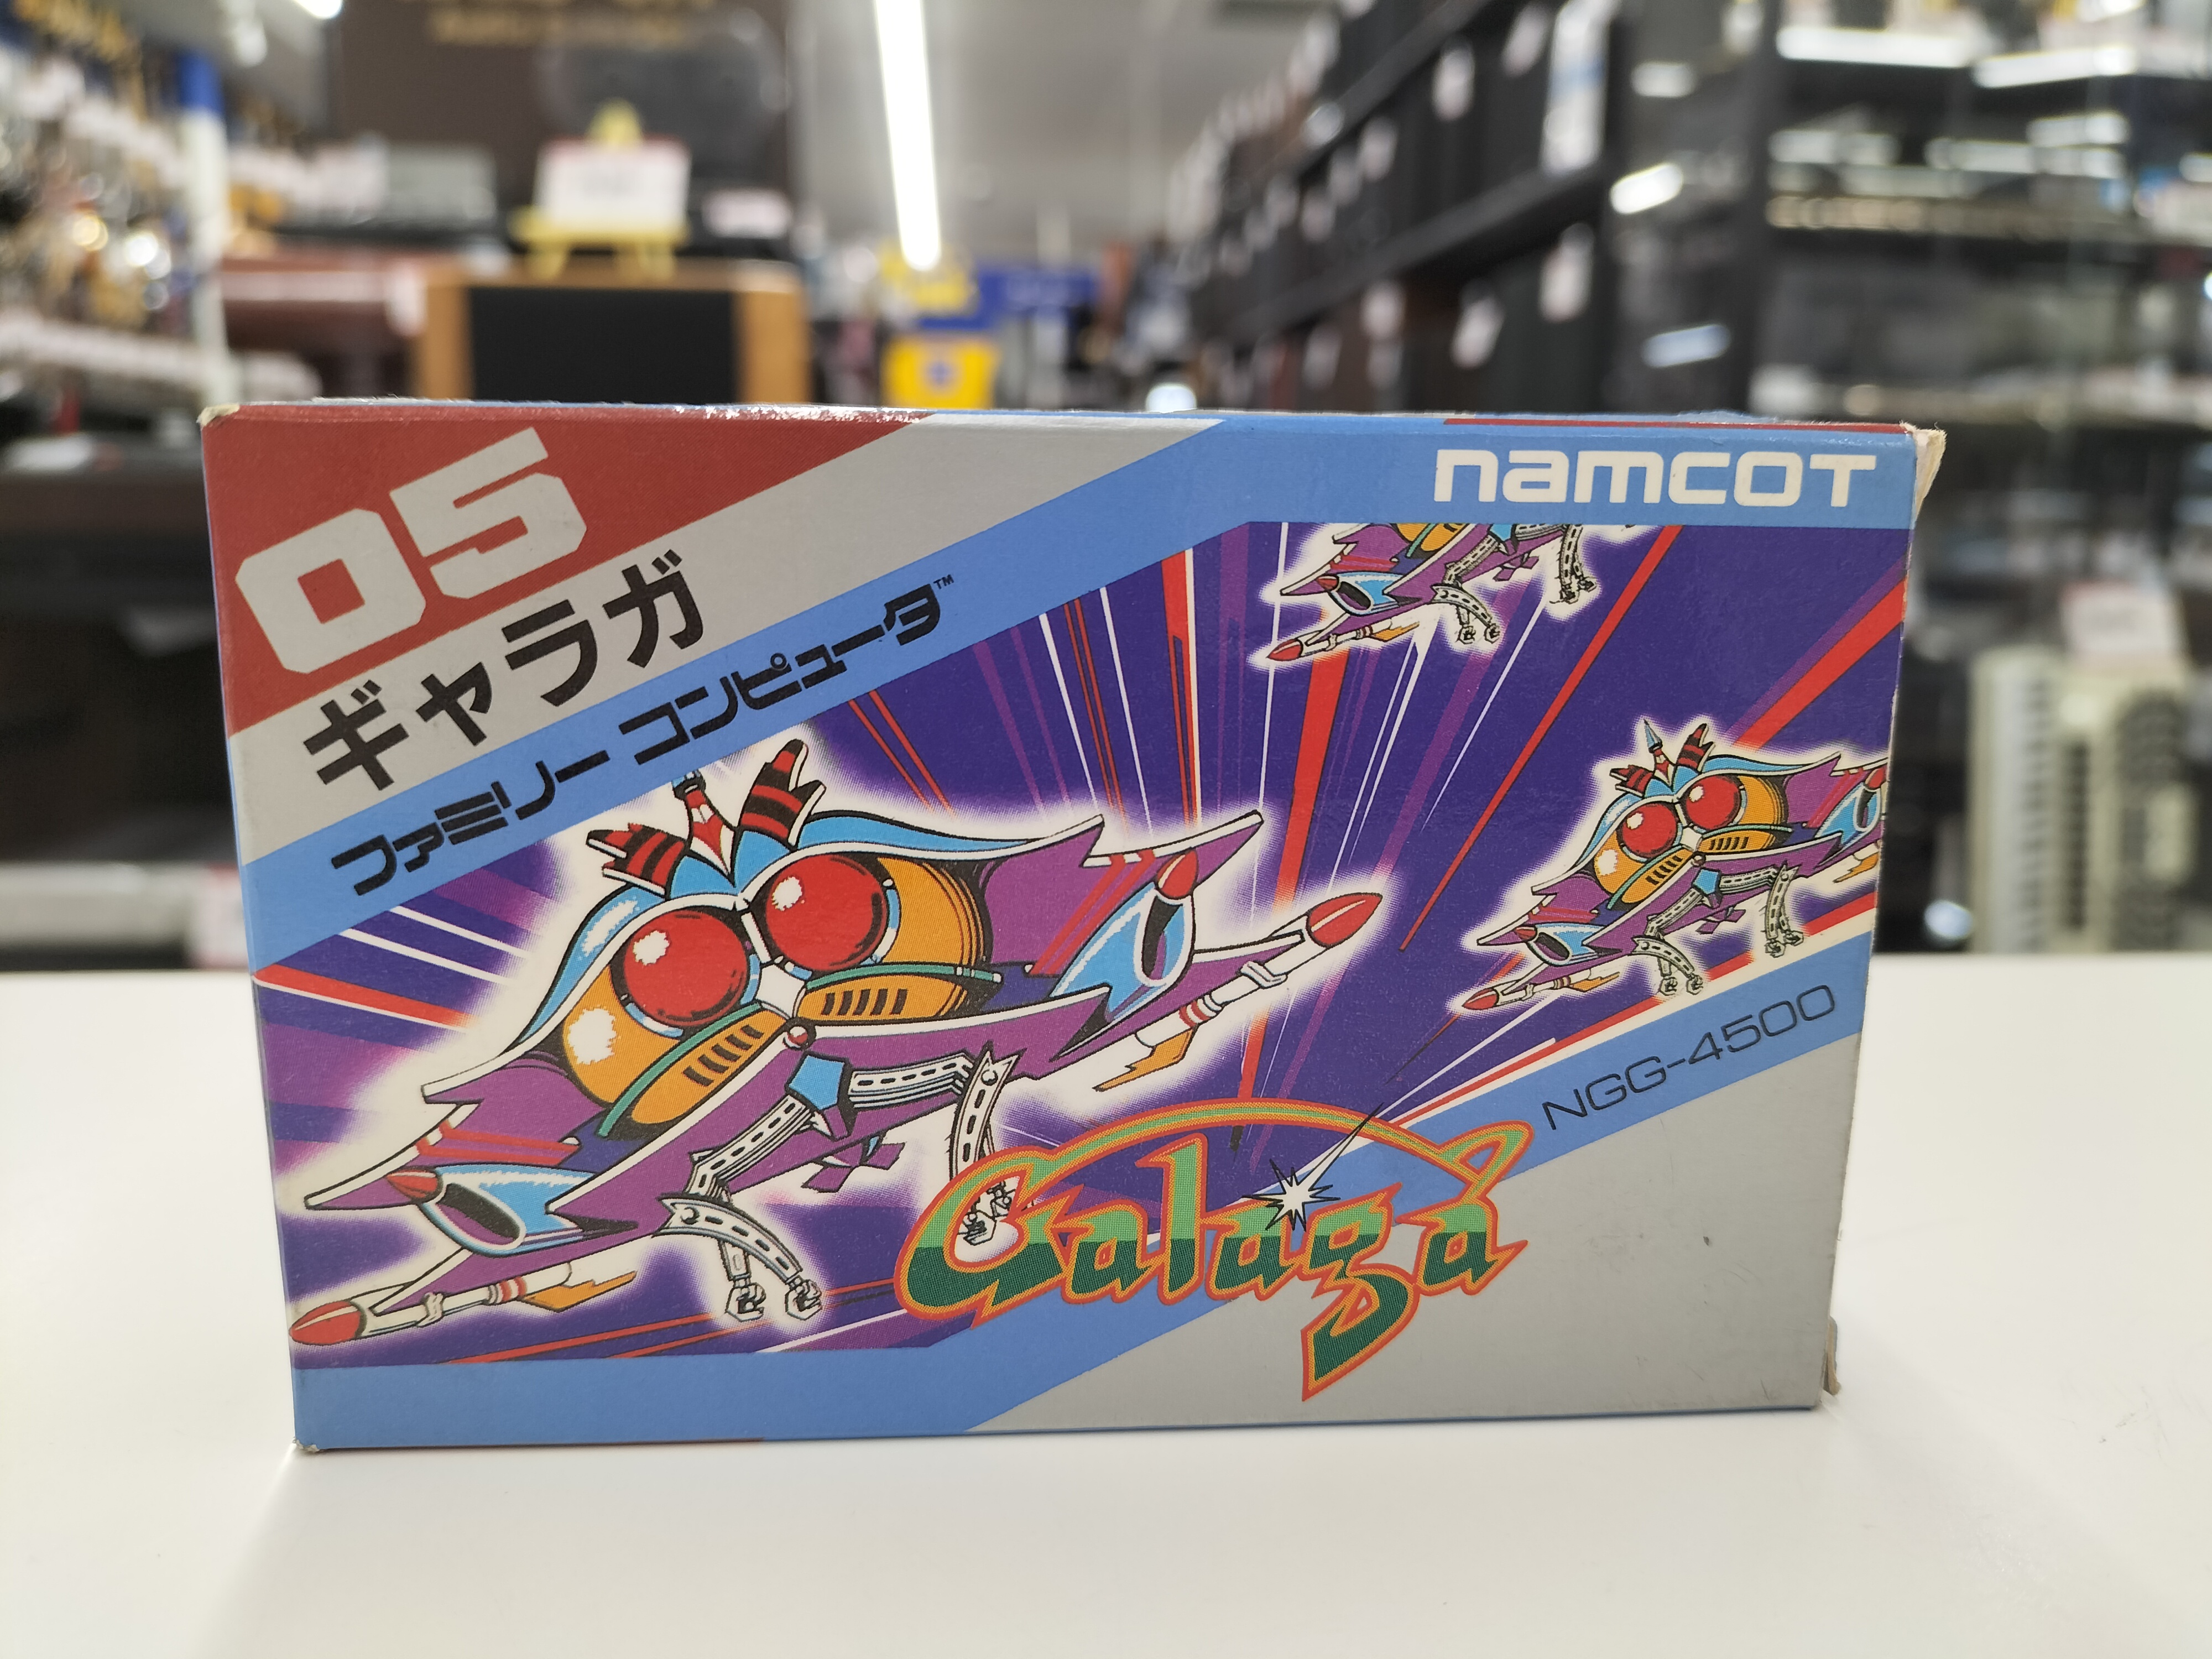 05
namcot
ギャラガ
ファミリー コンピュータ™
NGG-4500
Galaga